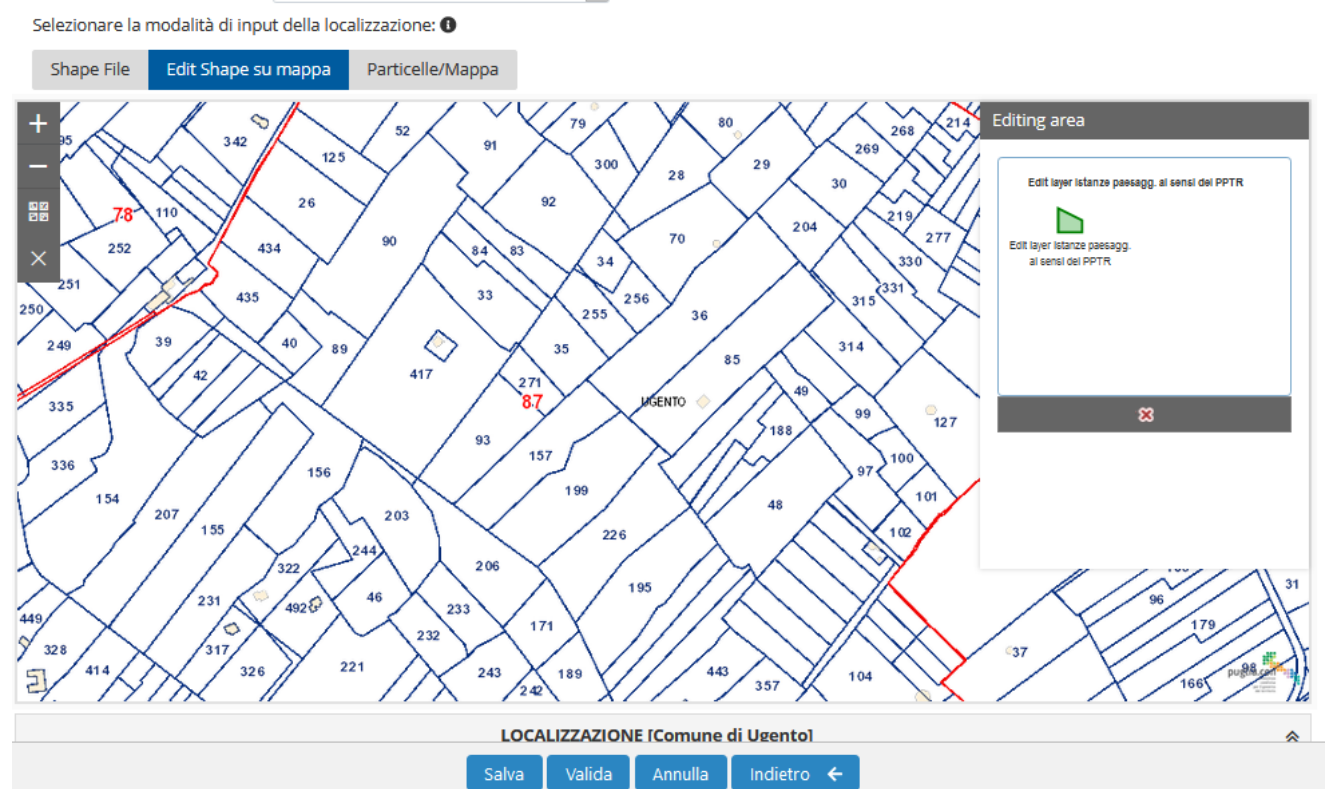 Selezionare la modalità di input della localizzazione:
Shape File Edit Shape su mappa Particelle/Mappa
Editing area
Edit layer istanze paesagg. ai sensi del PPTR
Edit layer istanze paesagg.
ai sensi del PPTR
95 342 125 52 91 79 300 80 28 29 268 269 214
78 110 26 92 30 219
252 434 90 84 83 34 70 204 277 330
251 435 33 256 255 36 315 331
250
249 39 40 89 35 85 314
42 417 271
87 UGENTO 49
335 93 188 99 127
336 156 157 97 100
154 207 155 203 199 48 101
244 226 102
322 206
231 492 46 233 195 96 31
449 317 232 171 179
328 414 326 221 243 242 189 443 357 104 37 98 166
puglia.con
LOCALIZZAZIONE [Comune di Ugento]
Salva Valida Annulla Indietro